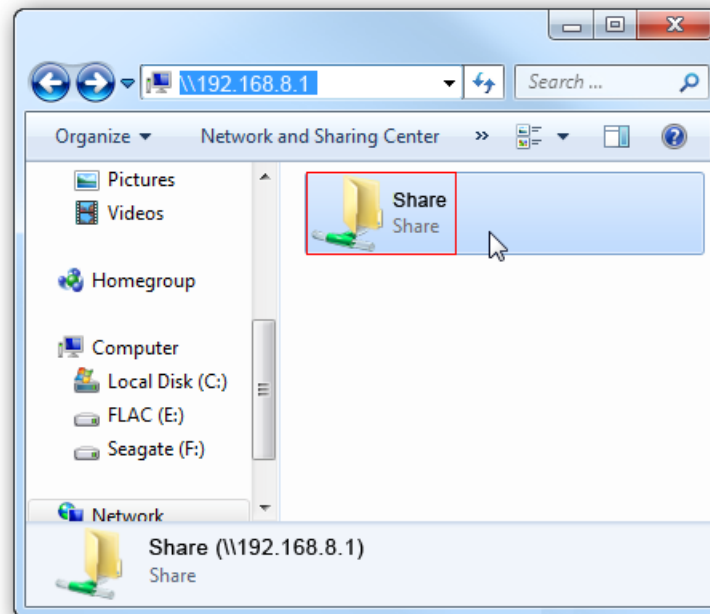 \\192.168.8.1
Search ...
Organize
Network and Sharing Center
»
Pictures
Videos
Homegroup
Computer
Local Disk (C:)
FLAC (E:)
Seagate (F:)
Network
Share
Share
Share (\\192.168.8.1)
Share